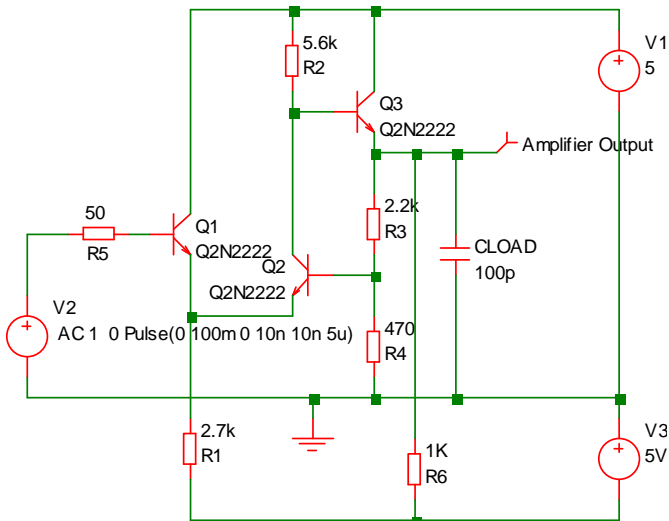 5.6k
R2
V1
5
Q3
Q2N2222
Amplifier Output
50
R5
Q1
Q2N2222
2.2k
R3
CLOAD
100p
Q2
Q2N2222
V2
AC 1 0 Pulse(0 100m 0 10n 10n 5u)
470
R4
2.7k
R1
1K
R6
V3
5V